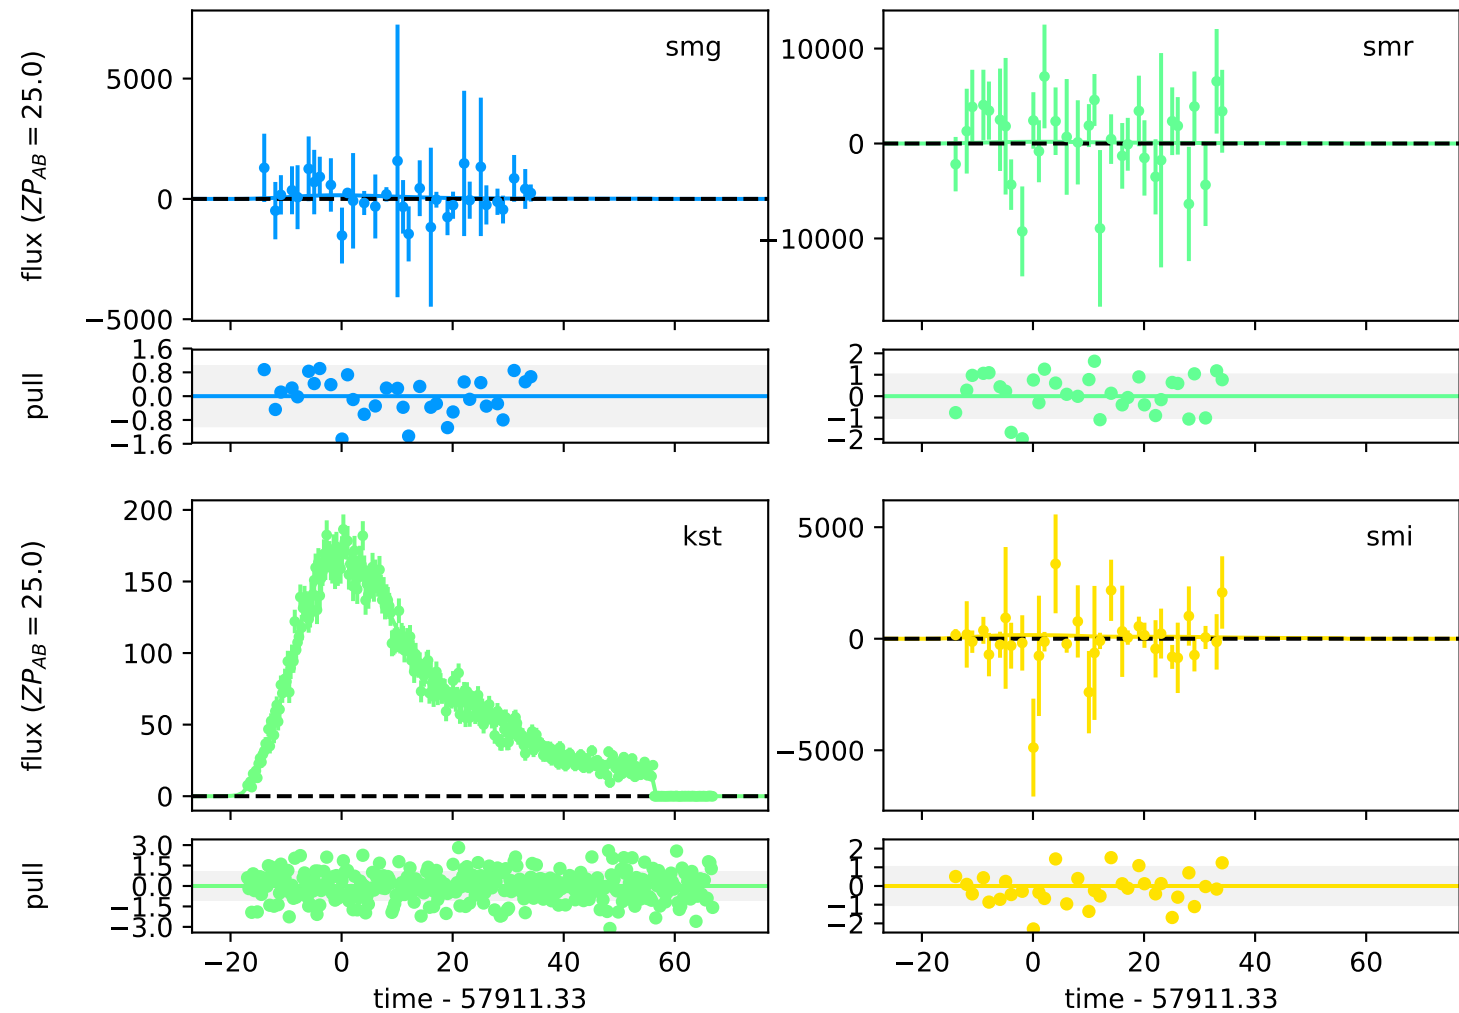 smg
flux (ZP_AB = 25.0)
5000
0
−5000
smr
10000
0
−10000
pull
1.6
0.8
0.0
−0.8
−1.6
2
1
0
−1
−2
kst
flux (ZP_AB = 25.0)
200
150
100
50
0
smi
5000
0
−5000
pull
3.0
1.5
0.0
−1.5
−3.0
2
1
0
−1
−2
−20 0 20 40 60
−20 0 20 40 60
time - 57911.33
time - 57911.33